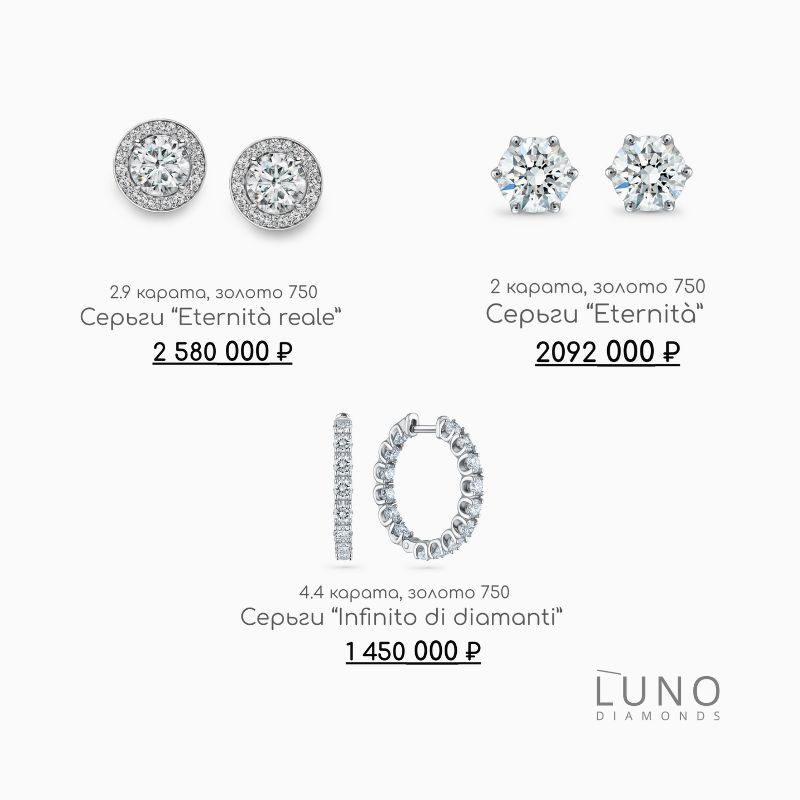 2.9 карата, золото 750
Серьги “Eternità reale”
2 580 000 ₽
2 карата, золото 750
Серьги “Eternità”
2092 000 ₽
4.4 карата, золото 750
Серьги “Infinito di diamanti”
1 450 000 ₽
LUNO
DIAMONDS